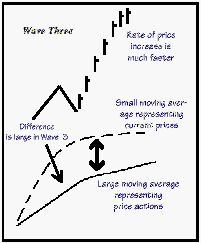 Wave Three
Rate of price
increase is
much faster
Small moving aver-
age representing
current prices
Difference
is large in Wave 3
Large moving average
representing
price actions